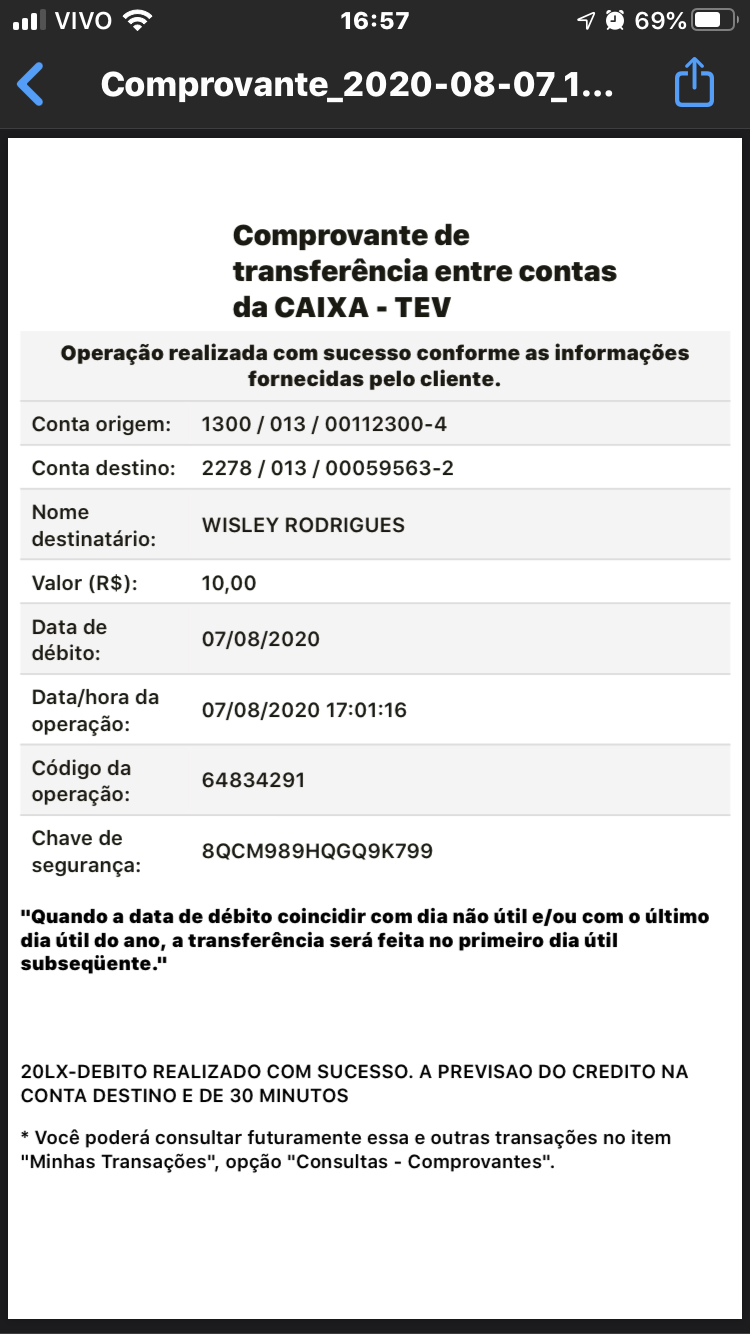 VIVO 16:57 69%
Comprovante_2020-08-07_1...
Comprovante de
transferência entre contas
da CAIXA - TEV
Operação realizada com sucesso conforme as informações
fornecidas pelo cliente.
Conta origem: 1300 / 013 / 00112300-4
Conta destino: 2278 / 013 / 00059563-2
Nome
destinatário: WISLEY RODRIGUES
Valor (R$): 10,00
Data de
débito: 07/08/2020
Data/hora da
operação: 07/08/2020 17:01:16
Código da
operação: 64834291
Chave de
segurança: 8QCM989HQGQ9K799
"Quando a data de débito coincidir com dia não útil e/ou com o último
dia útil do ano, a transferência será feita no primeiro dia útil
subseqüente."
20LX-DEBITO REALIZADO COM SUCESSO. A PREVISAO DO CREDITO NA
CONTA DESTINO E DE 30 MINUTOS
* Você poderá consultar futuramente essa e outras transações no item
"Minhas Transações", opção "Consultas - Comprovantes".